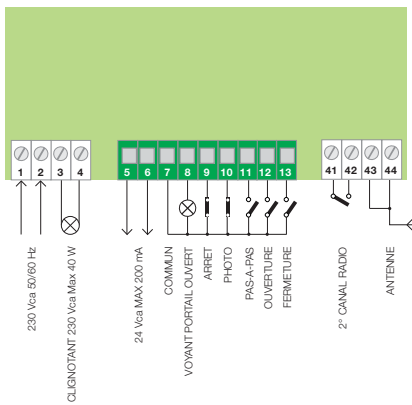 1 2 3 4
5 6 7 8 9 10 11 12 13
41 42 43 44
230 Vca 50/60 Hz
CLIGNOTANT 230 Vca Max 40 W
24 Vca MAX 200 mA
COMMUN
VOYANT PORTAIL OUVERT
ARRET
PHOTO
PAS-A-PAS
OUVERTURE
FERMETURE
2° CANAL RADIO
ANTENNE